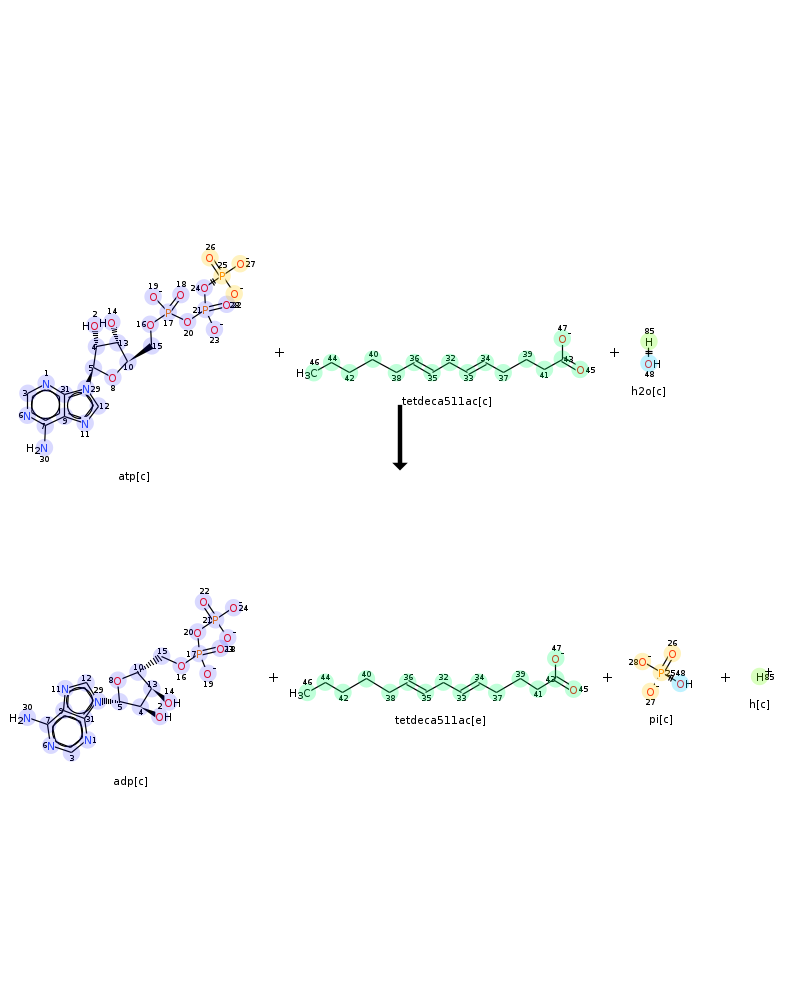 26
25
27
O
O⁻
P
19
18
24
O
O⁻
O
O
2
14
HO
HO
16
O
P
17
O
20
21
P
O
22
O⁻
23
4
13
15
10
5
O
8
1
N
3
31
N
29
12
6
N
7
9
N
11
H₂N
30
atp[c]
+
46
H₃C
44
42
40
38
36
35
32
33
34
37
39
41
43
47
O⁻
O
45
tetdeca511ac[c]
+
85
H
OH
48
h2o[c]
22
O
21
P
O⁻
24
20
O
O⁻
17
P
O
O⁻
19
15
16
O
10
8
O
13
14
OH
2
OH
4
5
12
11
N
29
N
30
H₂N
7
9
31
6
N
N
1
3
adp[c]
+
46
H₃C
44
42
40
38
36
35
32
33
34
37
39
41
47
O⁻
O
45
tetdeca511ac[e]
+
26
O
28
O⁻
P
25
48
OH
O⁻
27
pi[c]
+
H⁺
85
h[c]